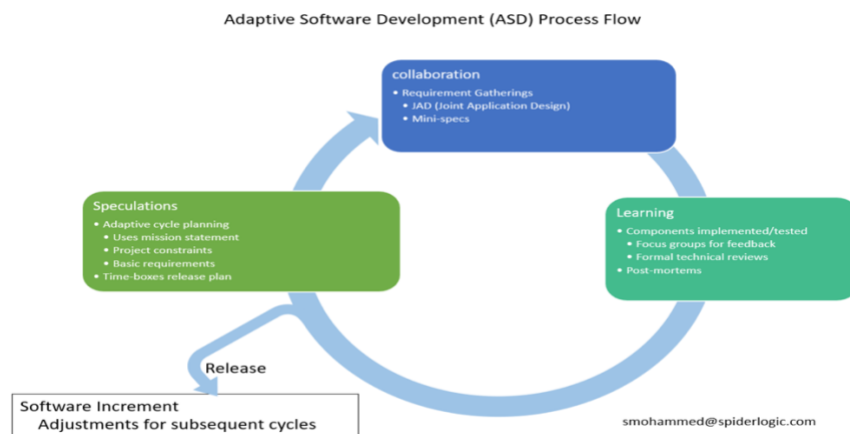 Adaptive Software Development (ASD) Process Flow
collaboration
• Requirement Gatherings
• JAD (Joint Application Design)
• Mini-specs
Speculations
• Adaptive cycle planning
• Uses mission statement
• Project constraints
• Basic requirements
• Time-boxes release plan
Learning
• Components implemented/tested
• Focus groups for feedback
• Formal technical reviews
• Post-mortems
Release
Software Increment
Adjustments for subsequent cycles
smohammed@spiderlogic.com